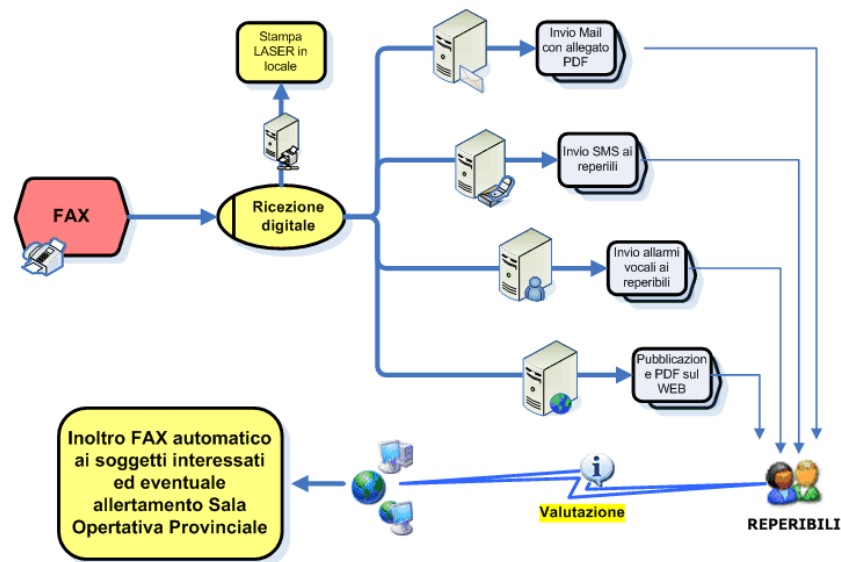 Stampa
LASER in
locale
Invio Mail
con allegato
PDF
Invio SMS ai
reperiili
FAX
Ricezione
digitale
Invio allarmi
vocali ai
reperibili
Pubblicazion
e PDF sul
WEB
Inoltro FAX automatico
ai soggetti interessati
ed eventuale
allertamento Sala
Opertativa Provinciale
i
Valutazione
REPERIBILI